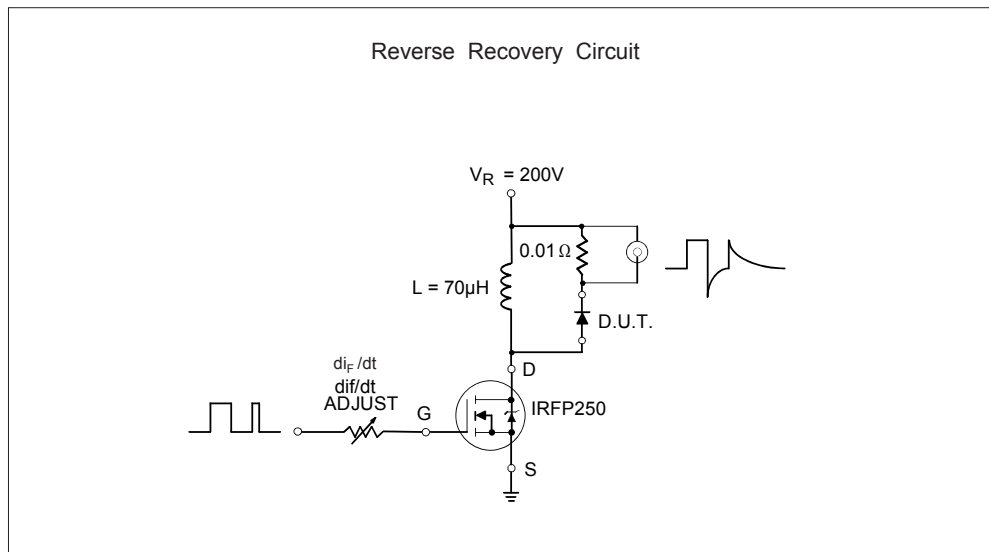 Reverse Recovery Circuit
V_R = 200V
0.01 Ω
L = 70µH
D.U.T.
di_F/dt
dif/dt
ADJUST
D
G
IRFP250
S